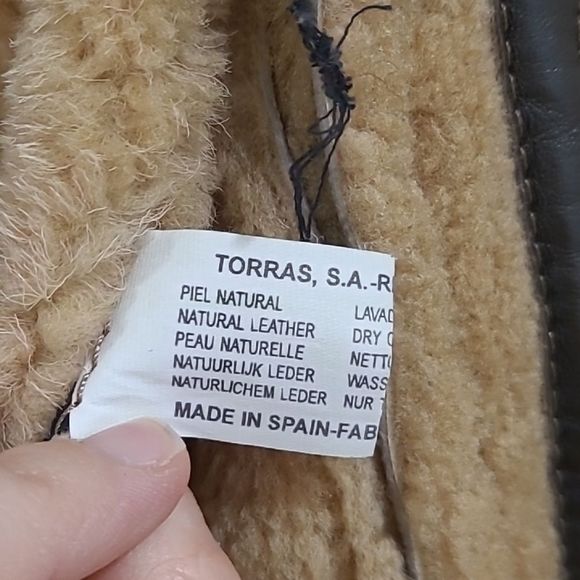 TORRAS, S.A.-R
PIEL NATURAL LAVAD
NATURAL LEATHER DRY C
PEAU NATURELLE NETT
NATUURLIJK LEDER WASS
NATURLICHEM LEDER NUR
MADE IN SPAIN-FAB